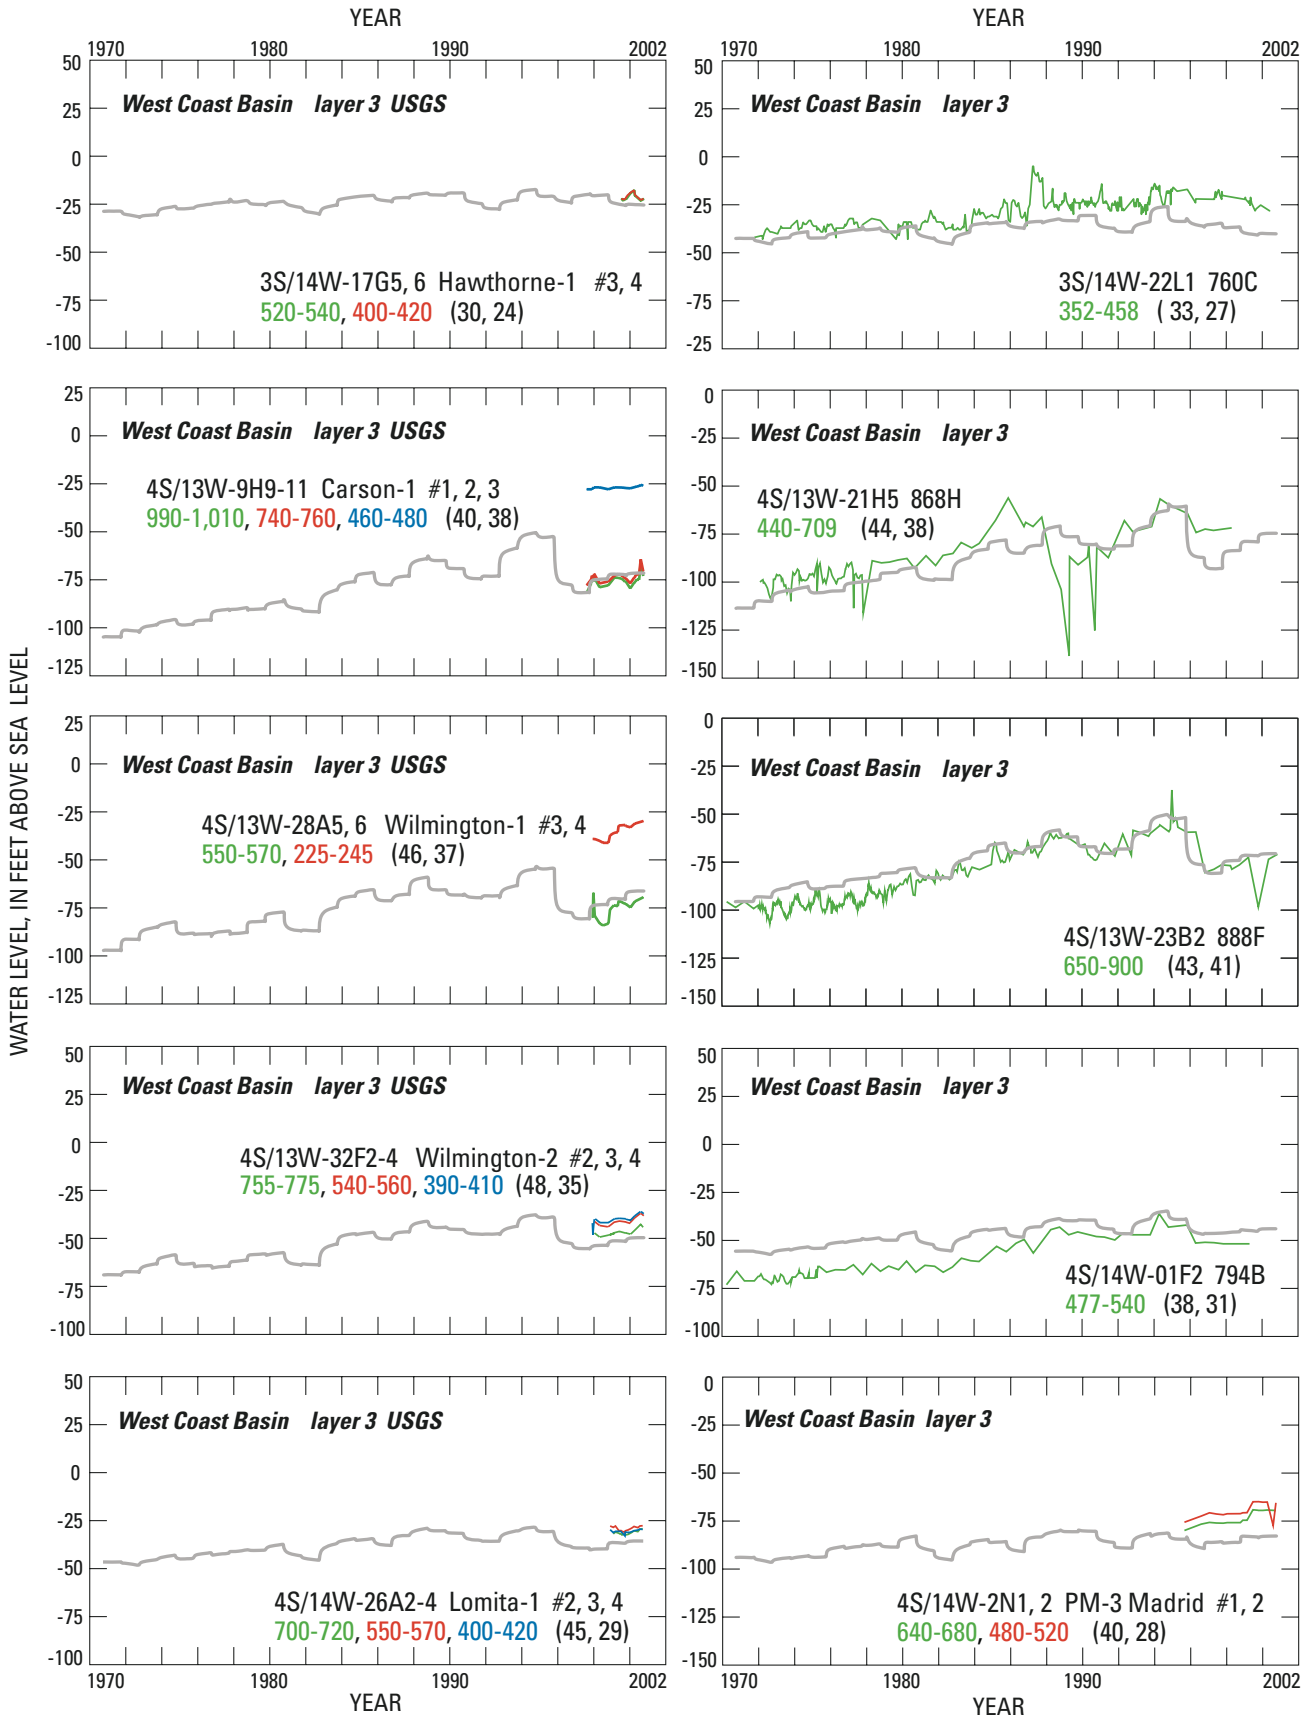 YEAR
1970 1980 1990 2002
50
25
0
-25
-50
-75
-100
West Coast Basin layer 3 USGS
3S/14W-17G5, 6 Hawthorne-1 #3, 4
520-540, 400-420 (30, 24)
YEAR
1970 1980 1990 2002
50
25
0
-25
-50
-75
-25
West Coast Basin layer 3
3S/14W-22L1 760C
352-458 ( 33, 27)
WATER LEVEL, IN FEET ABOVE SEA LEVEL
25
0
-25
-50
-75
-100
-125
West Coast Basin layer 3 USGS
4S/13W-9H9-11 Carson-1 #1, 2, 3
990-1,010, 740-760, 460-480 (40, 38)
0
-25
-50
-75
-100
-125
-150
West Coast Basin layer 3
4S/13W-21H5 868H
440-709 (44, 38)
25
0
-25
-50
-75
-100
-125
West Coast Basin layer 3 USGS
4S/13W-28A5, 6 Wilmington-1 #3, 4
550-570, 225-245 (46, 37)
0
-25
-50
-75
-100
-125
-150
West Coast Basin layer 3
4S/13W-23B2 888F
650-900 (43, 41)
50
25
0
-25
-50
-75
-100
West Coast Basin layer 3 USGS
4S/13W-32F2-4 Wilmington-2 #2, 3, 4
755-775, 540-560, 390-410 (48, 35)
50
25
0
-25
-50
-75
-100
West Coast Basin layer 3
4S/14W-01F2 794B
477-540 (38, 31)
50
25
0
-25
-50
-75
-100
West Coast Basin layer 3 USGS
4S/14W-26A2-4 Lomita-1 #2, 3, 4
700-720, 550-570, 400-420 (45, 29)
1970 1980 1990 2002
YEAR
0
-25
-50
-75
-100
-125
-150
West Coast Basin layer 3
4S/14W-2N1, 2 PM-3 Madrid #1, 2
640-680, 480-520 (40, 28)
1970 1980 1990 2002
YEAR